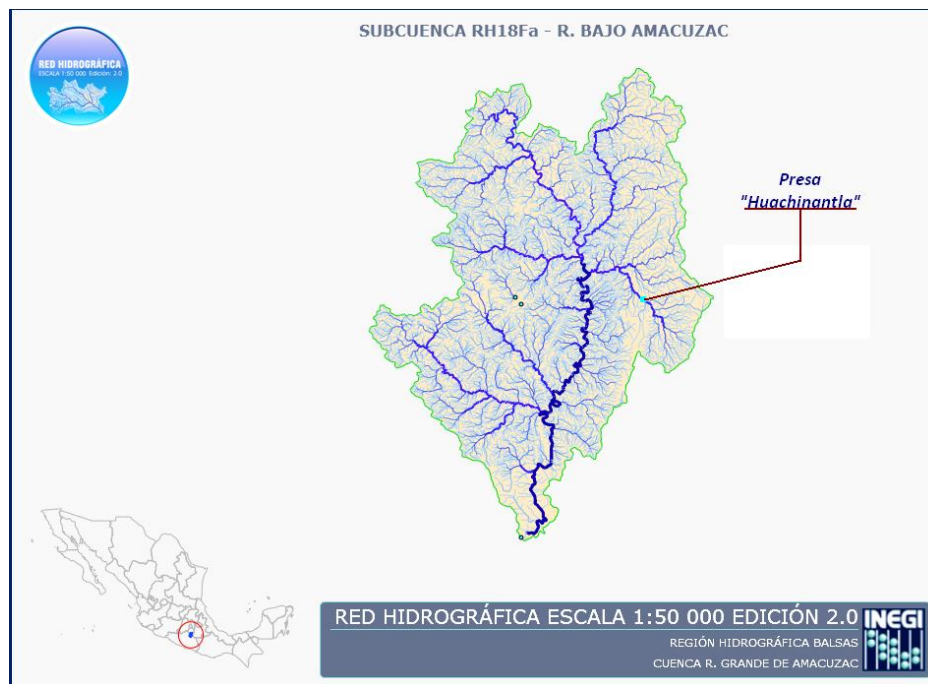 SUBCUENCA RH18Fa - R. BAJO AMACUZAC
RED HIDROGRÁFICA
ESCALA 1:50 000 Edición: 2.0
Presa
"Huachinantla"
RED HIDROGRÁFICA ESCALA 1:50 000 EDICIÓN 2.0
REGIÓN HIDROGRÁFICA BALSAS
CUENCA R. GRANDE DE AMACUZAC
INEGI